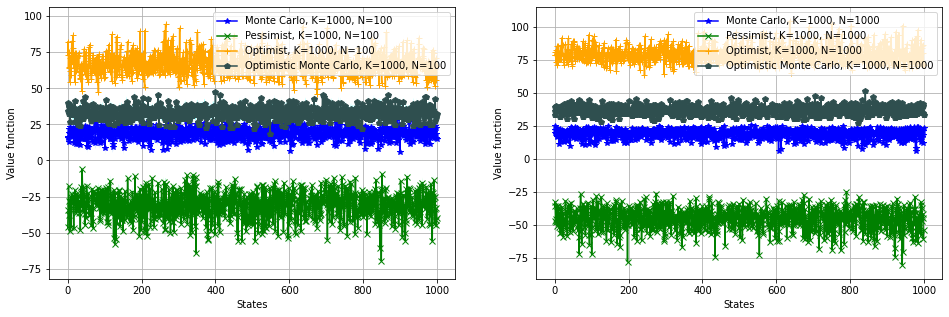 Monte Carlo, K=1000, N=100
Pessimist, K=1000, N=100
Optimist, K=1000, N=100
Optimistic Monte Carlo, K=1000, N=100
75
50
25
0
−25
−50
−75
Value function
0 200 400 600 800 1000
States
Monte Carlo, K=1000, N=1000
Pessimist, K=1000, N=1000
Optimist, K=1000, N=1000
Optimistic Monte Carlo, K=1000, N=1000
100
75
50
25
0
−25
−50
−75
Value function
0 200 400 600 800 1000
States